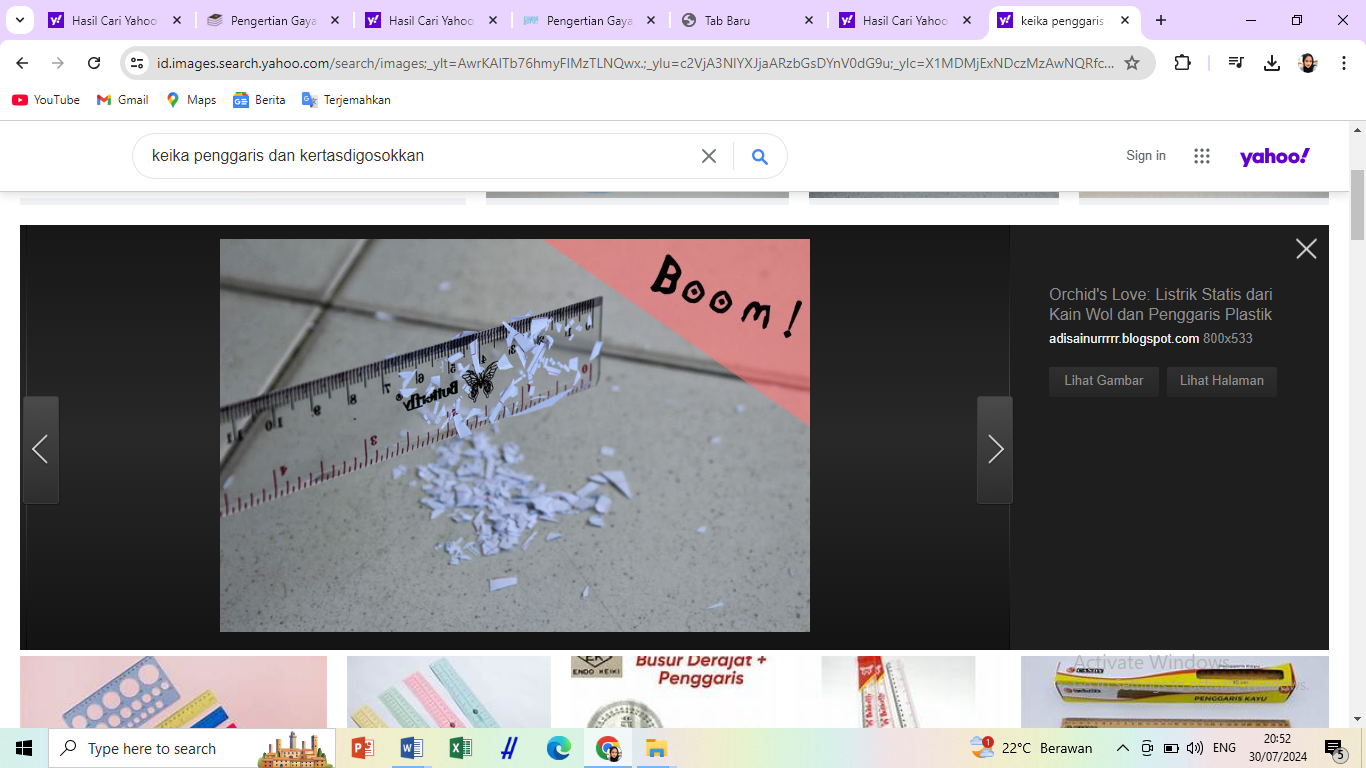 Hasil Cari Yahoo
Pengertian Gaya
Hasil Cari Yahoo
Pengertian Gaya
Tab Baru
Hasil Cari Yahoo
keika penggaris
id.images.search.yahoo.com/search/images;_ylt=AwrKAITb76hmyFIMzTLNQwx.;_ylu=c2VjA3NlYXJjaARzbGsDYnV0dG9u;_ylc=X1MDMjExNDczMzAwNQRfc...
YouTube
Gmail
Maps
Berita
Terjemahkan
keika penggaris dan kertasdigosokkan
Sign in
yahoo!
Boom!
Butterfly
Orchid's Love: Listrik Statis dari
Kain Wol dan Penggaris Plastik
adisainurrrrr.blogspot.com 800x533
Lihat Gambar
Lihat Halaman
ENDO KEIKI
Busur Derajat +
Penggaris
PENGGARIS KAYU
Activate Windows
Type here to search
22°C Berawan
ENG
20:52
30/07/2024
5